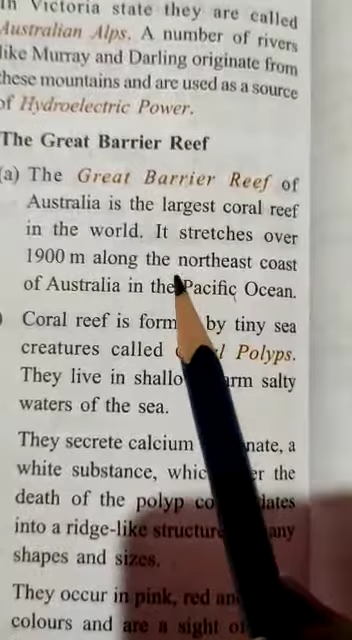 In Victoria state they are called
Australian Alps. A number of rivers
like Murray and Darling originate from
these mountains and are used as a source
of Hydroelectric Power.
The Great Barrier Reef
(a) The Great Barrier Reef of
Australia is the largest coral reef
in the world. It stretches over
1900 m along the northeast coast
of Australia in the Pacific Ocean.
) Coral reef is form by tiny sea
creatures called l Polyps.
They live in shallo arm salty
waters of the sea.
They secrete calcium nate, a
white substance, whic er the
death of the polyp co iates
into a ridge-like structure any
shapes and sizes.
They occur in pink, red an
colours and are a sight of